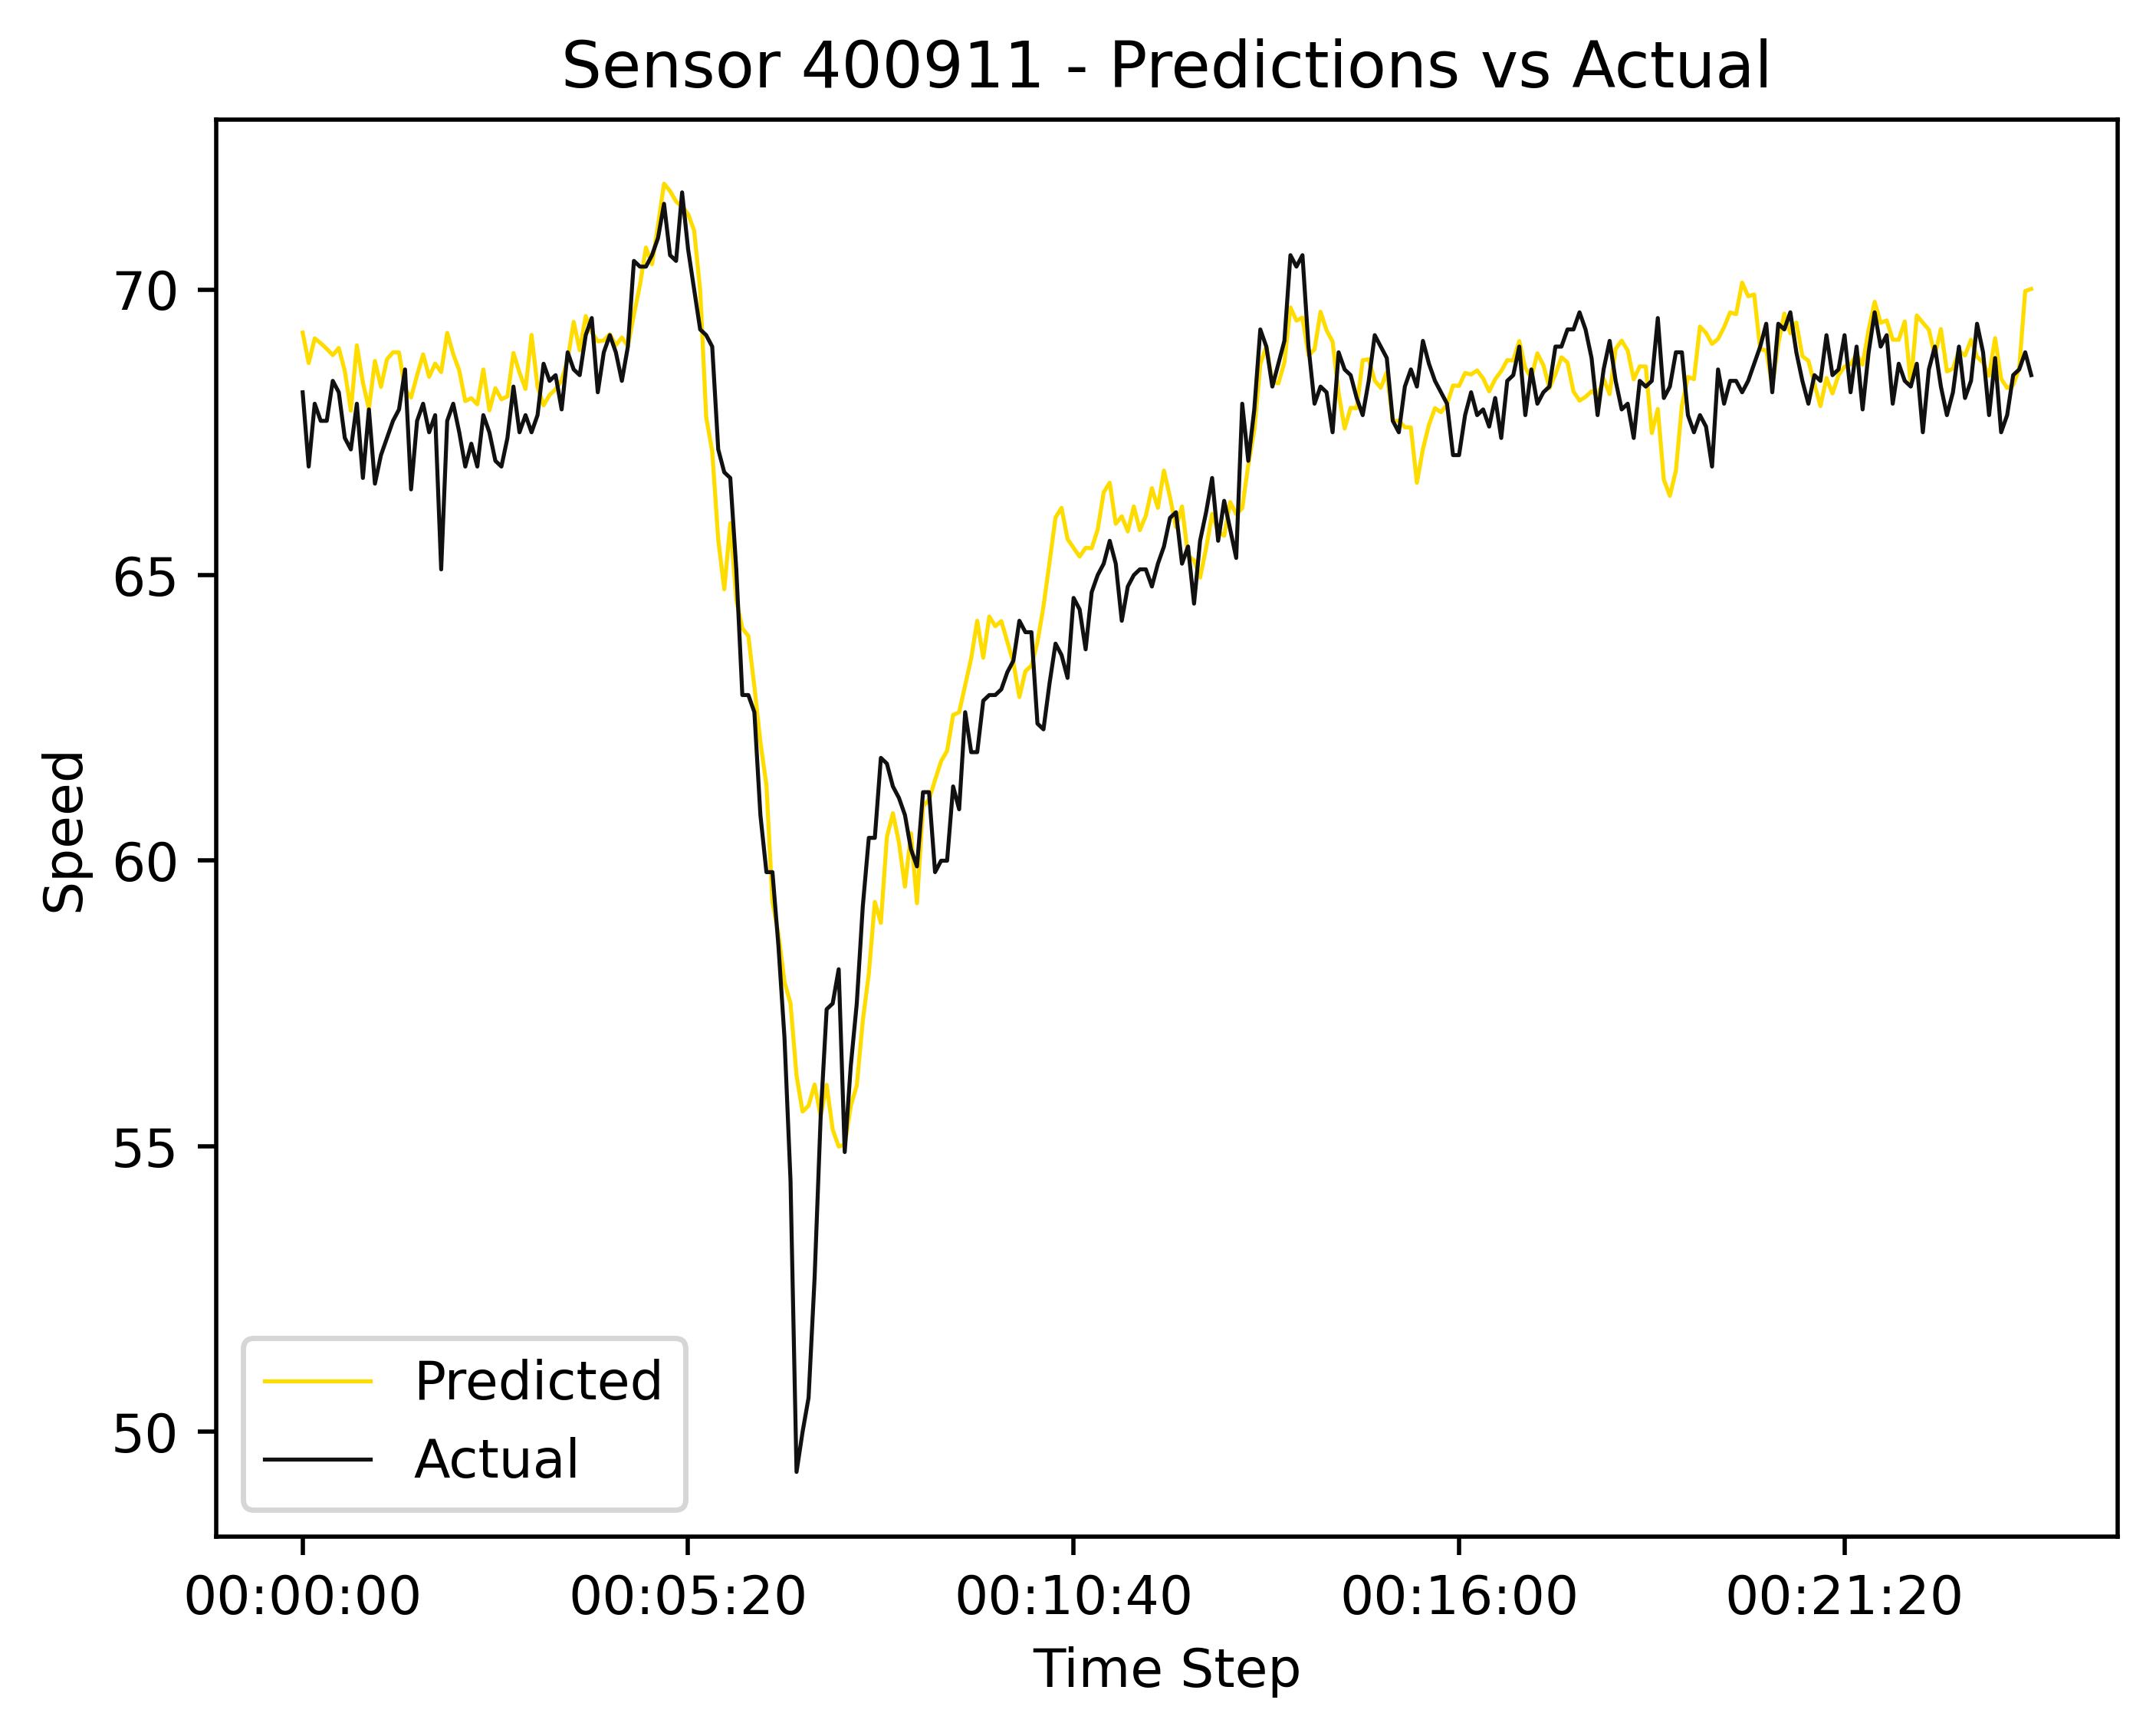 Sensor 400911 - Predictions vs Actual
70
65
60
55
50
Speed
Predicted
Actual
00:00:00 00:05:20 00:10:40 00:16:00 00:21:20
Time Step